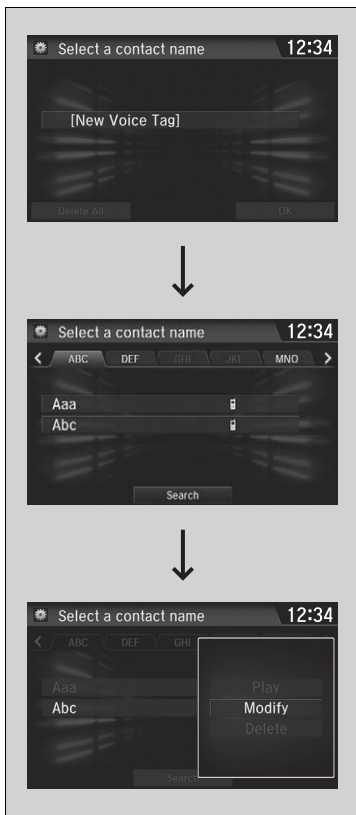 Select a contact name 12:34
[New Voice Tag]
Delete All OK
Select a contact name 12:34
ABC DEF GHI JKL MNO
Aaa
Abc
Search
Select a contact name 12:34
ABC DEF GHI
Aaa Play
Abc Modify
Delete
Search